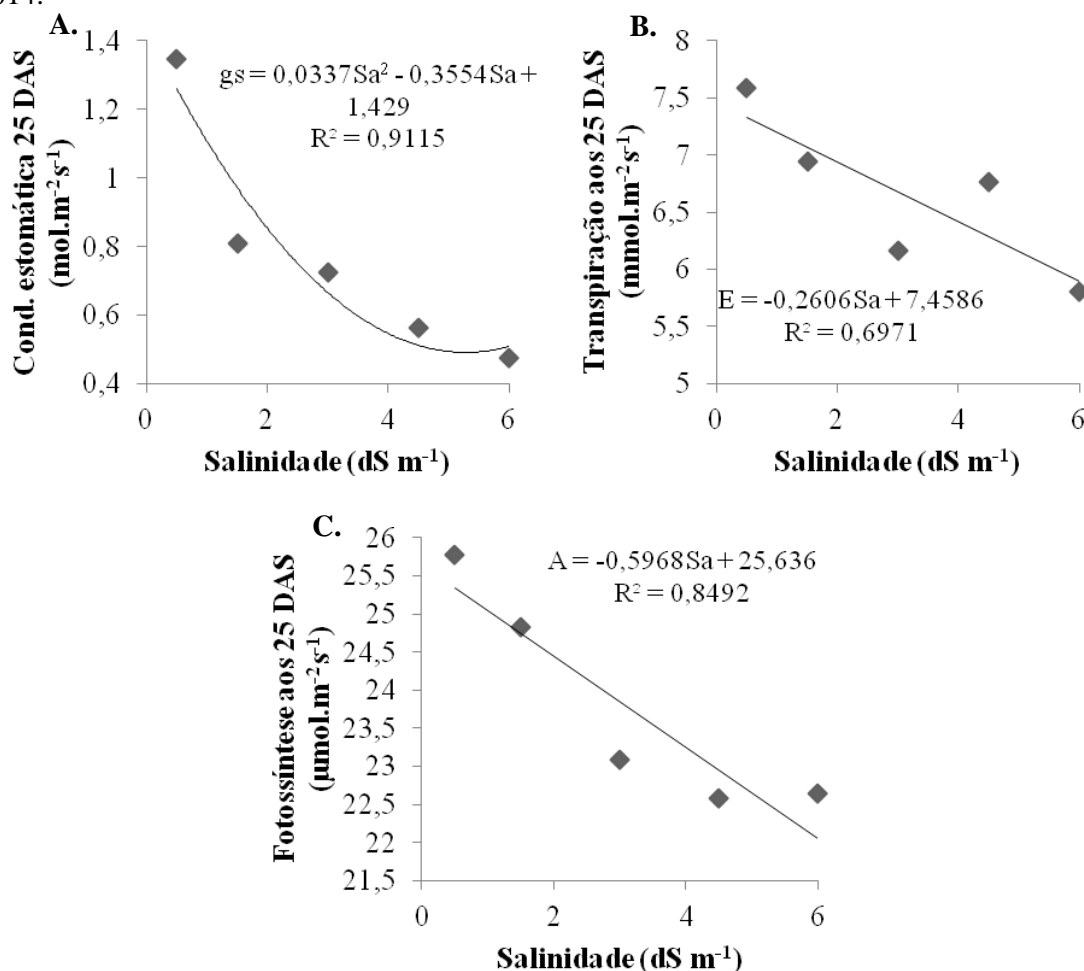 A.
Cond. estomática 25 DAS
(mol.m⁻²s⁻¹)
1,4
1,2
1
0,8
0,6
0,4
gs = 0,0337Sa² - 0,3554Sa +
1,429
R² = 0,9115
0 2 4 6
Salinidade (dS m⁻¹)
B.
Transpiração aos 25 DAS
(mmol.m⁻²s⁻¹)
8
7,5
7
6,5
6
5,5
5
E = -0,2606Sa + 7,4586
R² = 0,6971
0 2 4 6
Salinidade (dS m⁻¹)
C.
Fotossíntese aos 25 DAS
(µmol.m⁻²s⁻¹)
26
25,5
25
24,5
24
23,5
23
22,5
22
21,5
A = -0,5968Sa + 25,636
R² = 0,8492
0 2 4 6
Salinidade (dS m⁻¹)